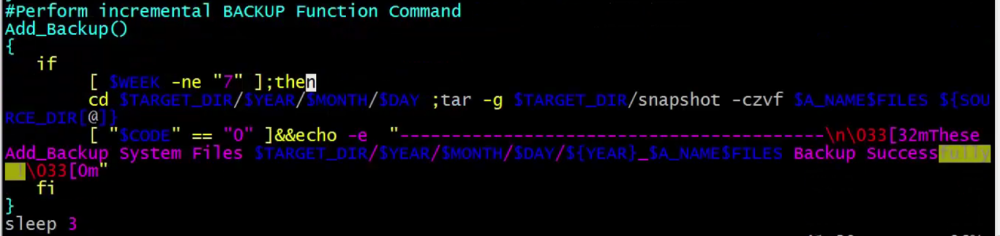 #Perform incremental BACKUP Function Command
Add_Backup()
{
if
[ $WEEK -ne "7" ];then
cd $TARGET_DIR/$YEAR/$MONTH/$DAY ;tar -g $TARGET_DIR/snapshot -czvf $A_NAME$FILES ${SOU
RCE_DIR[@]}
[ "$CODE" == "0" ]&&echo -e "--------------------------------------------\n\033[32mThese
Add_Backup System Files $TARGET_DIR/$YEAR/$MONTH/$DAY/${YEAR}_$A_NAME$FILES Backup Successfully
\033[0m"
fi
}
sleep 3